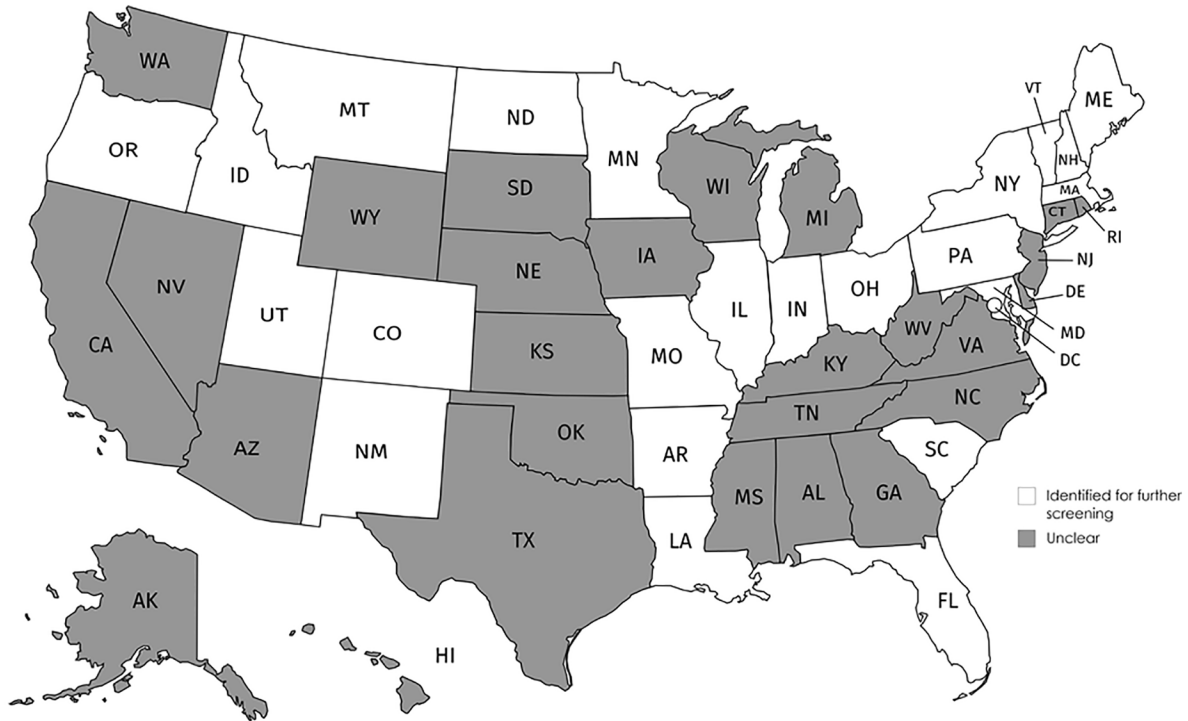 WA
VT
ME
MT
ND
OR
MN
NH
ID
NY
SD
WI
MA
WY
MI
CT
RI
IA
PA
NJ
NE
NV
OH
DE
UT
IL
IN
CO
WV
MD
CA
KS
VA
MO
KY
DC
NC
TN
OK
AZ
NM
AR
SC
MS
AL
GA
Identified for further
screening
TX
LA
Unclear
AK
FL
HI